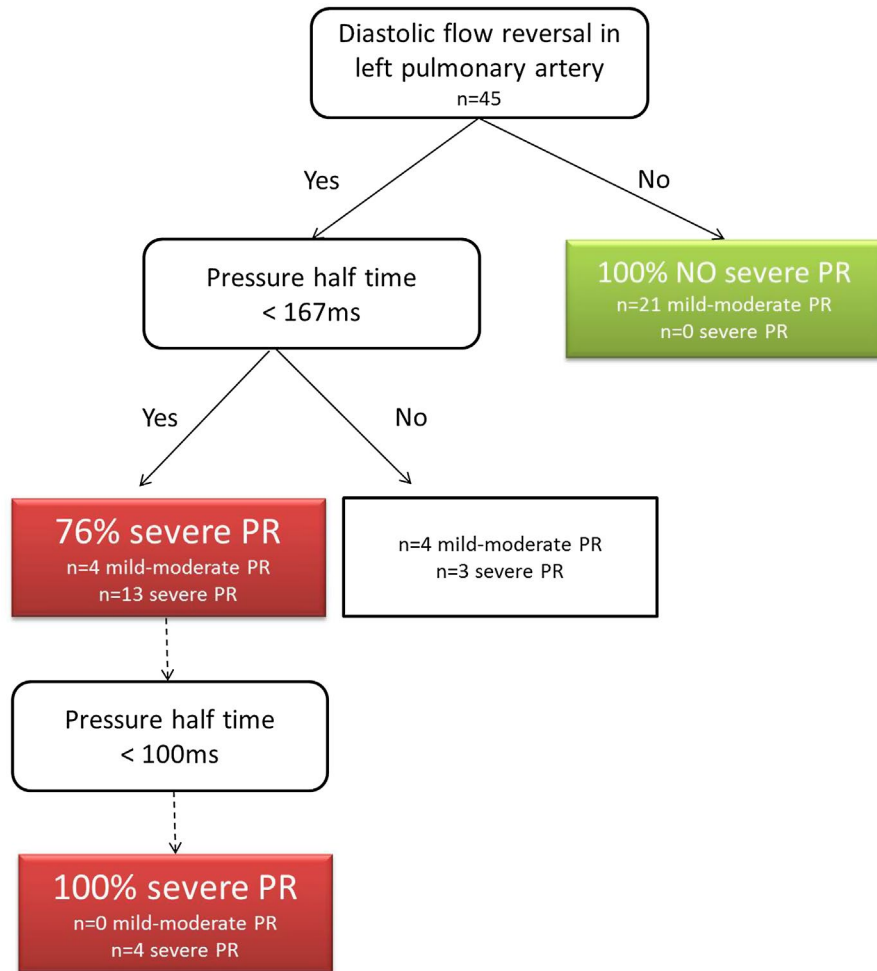 Diastolic flow reversal in
left pulmonary artery
n=45
Yes
No
Pressure half time
< 167ms
100% NO severe PR
n=21 mild-moderate PR
n=0 severe PR
Yes
No
76% severe PR
n=4 mild-moderate PR
n=13 severe PR
n=4 mild-moderate PR
n=3 severe PR
Pressure half time
< 100ms
100% severe PR
n=0 mild-moderate PR
n=4 severe PR